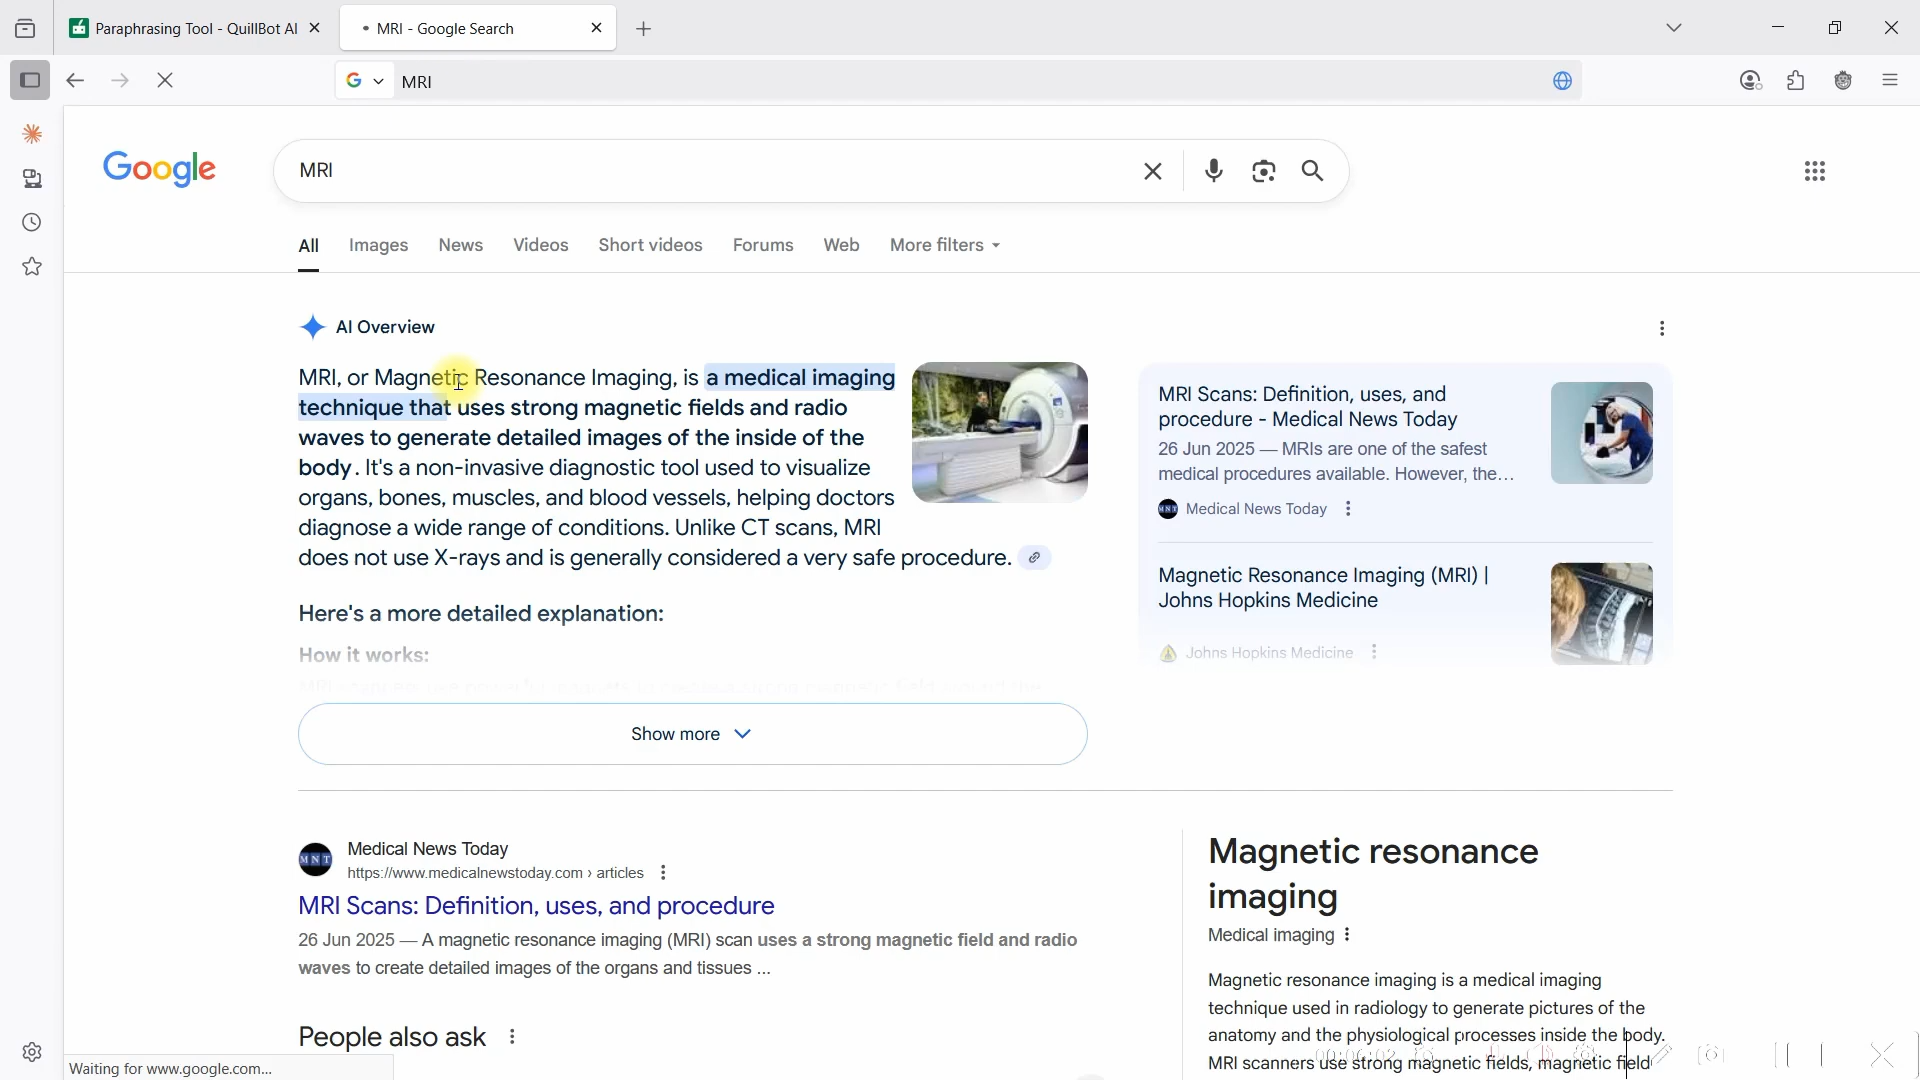 Paraphrasing Tool - QuillBot AI
MRI - Google Search
MRI
Google
MRI
All Images News Videos Short videos Forums Web More filters
AI Overview
MRI, or Magnetic Resonance Imaging, is a medical imaging
technique that uses strong magnetic fields and radio
waves to generate detailed images of the inside of the
body. It's a non-invasive diagnostic tool used to visualize
organs, bones, muscles, and blood vessels, helping doctors
diagnose a wide range of conditions. Unlike CT scans, MRI
does not use X-rays and is generally considered a very safe procedure.
Here's a more detailed explanation:
How it works:
Show more
MRI Scans: Definition, uses, and
procedure - Medical News Today
26 Jun 2025 — MRIs are one of the safest
medical procedures available. However, the...
MNT Medical News Today
Magnetic Resonance Imaging (MRI) |
Johns Hopkins Medicine
Johns Hopkins Medicine
MNT
Medical News Today
https://www.medicalnewstoday.com › articles
MRI Scans: Definition, uses, and procedure
26 Jun 2025 — A magnetic resonance imaging (MRI) scan uses a strong magnetic field and radio
waves to create detailed images of the organs and tissues ...
People also ask
Magnetic resonance
imaging
Medical imaging
Magnetic resonance imaging is a medical imaging
technique used in radiology to generate pictures of the
anatomy and the physiological processes inside the body.
MRI scanners use strong magnetic fields, magnetic field
00:06:02
Waiting for www.google.com...